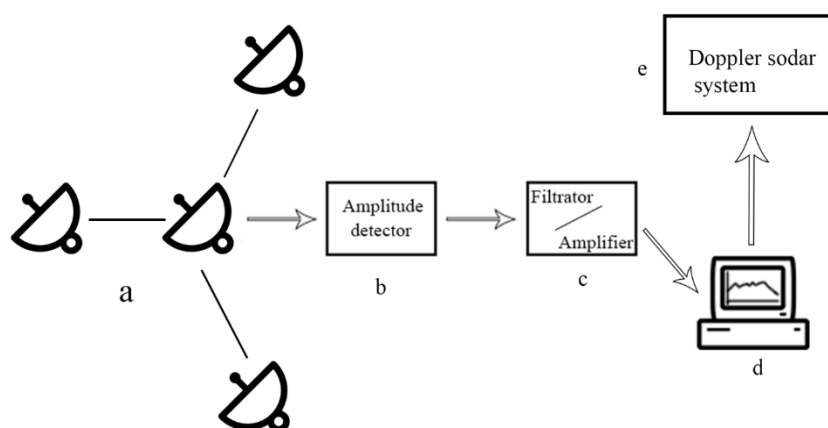 Doppler sodar
system
e
Amplitude
detector
Filtrator
Amplifier
a
b
c
d